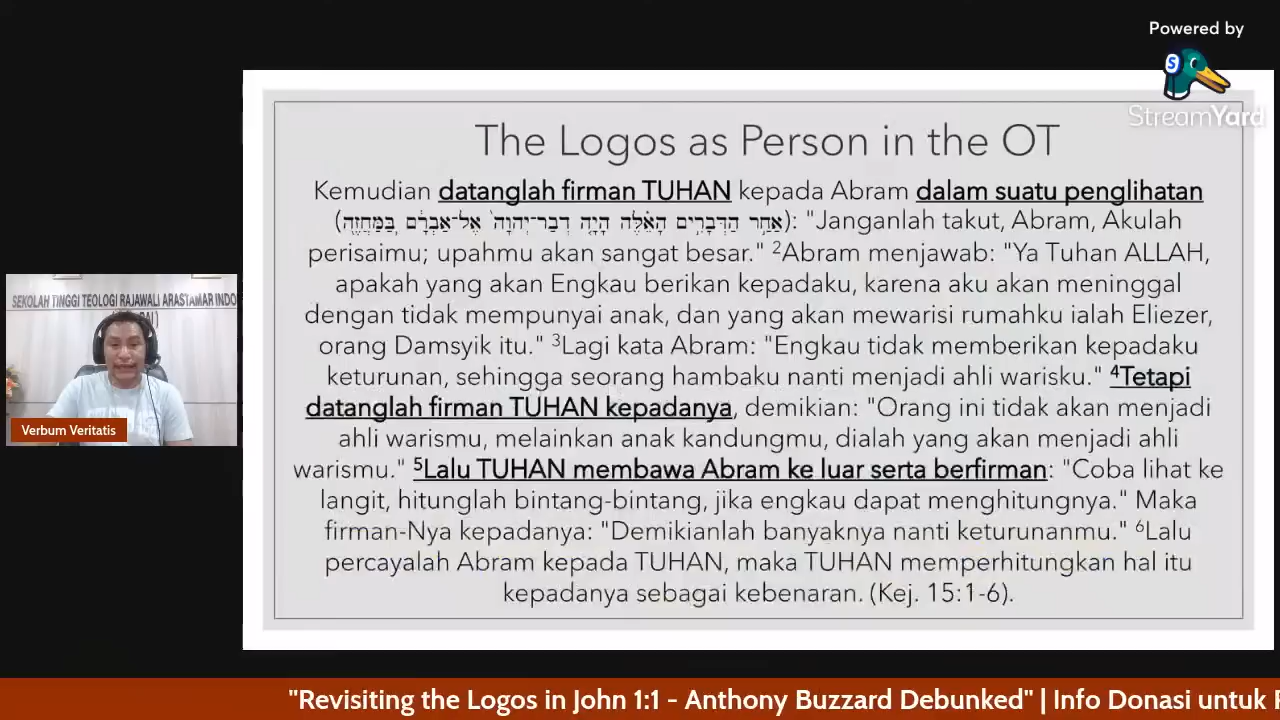 Powered by
StreamYard
The Logos as Person in the OT
Kemudian datanglah firman TUHAN kepada Abram dalam suatu penglihatan
(אַחַ֣ר הַדְּבָרִ֣ים הָאֵ֗לֶּה הָיָ֤ה דְבַר־יְהוָה֙ אֶל־אַבְרָ֔ם בַּֽמַּחֲזֶ֖ה): "Janganlah takut, Abram, Akulah
perisaimu; upahmu akan sangat besar." ²Abram menjawab: "Ya Tuhan ALLAH,
apakah yang akan Engkau berikan kepadaku, karena aku akan meninggal
dengan tidak mempunyai anak, dan yang akan mewarisi rumahku ialah Eliezer,
orang Damsyik itu." ³Lagi kata Abram: "Engkau tidak memberikan kepadaku
keturunan, sehingga seorang hambaku nanti menjadi ahli warisku." ⁴Tetapi
datanglah firman TUHAN kepadanya, demikian: "Orang ini tidak akan menjadi
ahli warismu, melainkan anak kandungmu, dialah yang akan menjadi ahli
warismu." ⁵Lalu TUHAN membawa Abram ke luar serta berfirman: "Coba lihat ke
langit, hitunglah bintang-bintang, jika engkau dapat menghitungnya." Maka
firman-Nya kepadanya: "Demikianlah banyaknya nanti keturunanmu." ⁶Lalu
percayalah Abram kepada TUHAN, maka TUHAN memperhitungkan hal itu
kepadanya sebagai kebenaran. (Kej. 15:1-6).
SEKOLAH TINGGI TEOLOGI RAJAWALI ARASTAMAR INDO
Verbum Veritatis
"Revisiting the Logos in John 1:1 - Anthony Buzzard Debunked" | Info Donasi untuk